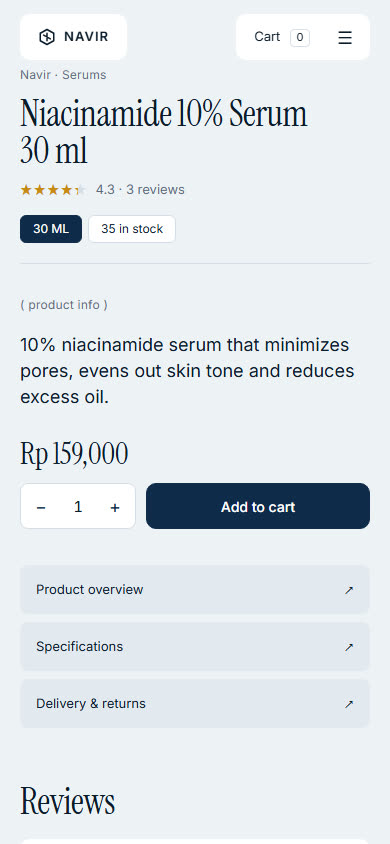 NAVIR
Cart 0
Navir · Serums
Niacinamide 10% Serum
30 ml
4.3 · 3 reviews
30 ML
35 in stock
( product info )
10% niacinamide serum that minimizes
pores, evens out skin tone and reduces
excess oil.
Rp 159,000
− 1 +
Add to cart
Product overview ↗
Specifications ↗
Delivery & returns ↗
Reviews